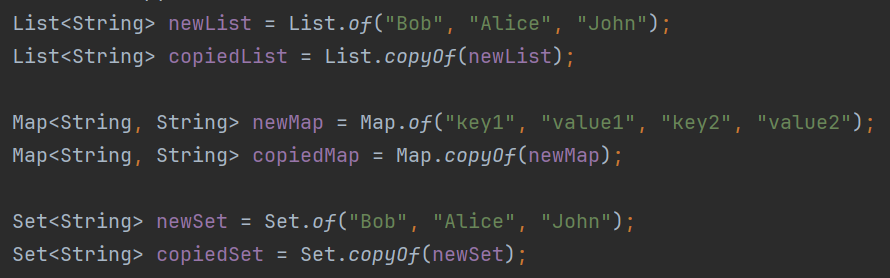 List<String> newList = List.of("Bob", "Alice", "John");
List<String> copiedList = List.copyOf(newList);
Map<String, String> newMap = Map.of("key1", "value1", "key2", "value2");
Map<String, String> copiedMap = Map.copyOf(newMap);
Set<String> newSet = Set.of("Bob", "Alice", "John");
Set<String> copiedSet = Set.copyOf(newSet);